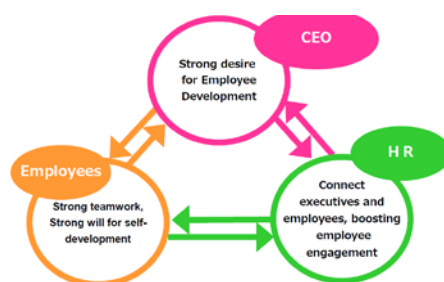 CEO
Strong desire
for Employee
Development
Employees
Strong teamwork,
Strong will for self-
development
H R
Connect
executives and
employees, boosting
employee
engagement